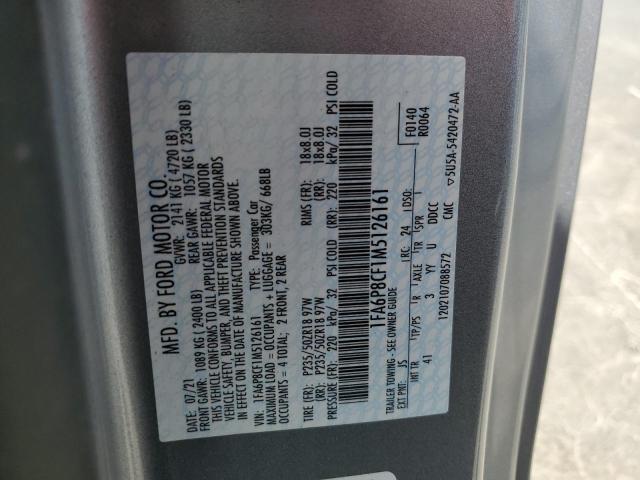 MFD. BY FORD MOTOR CO.
07/21 GVWR: 2141 KG ( 4720 LB)
FRONT GAWR: 1089 KG (2400 LB) REAR GAWR: 1057 KG ( 2330 LB)
THIS VEHICLE CONFORMS TO ALL APPLICABLE FEDERAL MOTOR
VEHICLE SAFETY, BUMPER, AND THEFT PREVENTION STANDARDS
IN EFFECT ON THE DATE OF MANUFACTURE SHOWN ABOVE.
VIN: 1FA6P8CF1M5126161 TYPE: Passenger Car
MAXIMUM LOAD = OCCUPANTS + LUGGAGE = 303KG/ 668LB
OCCUPANTS = 4 TOTAL; 2 FRONT, 2 REAR
TIRE (FR): P235/50ZR18 97W RIMS (FR): 18x8.0J
(RR): P235/50ZR18 97W (RR): 18x8.0J
PRESSURE (FR): 220 kPa/ 32 PSI COLD (RR): 220 kPa/ 32 PSI COLD
1FA6P8CF1M5126161
TRAILER TOWING - SEE OWNER GUIDE
F0140
EXT PNT: JS RC: 24 DSO: R0064
INT TR TP/PS R AXLE TR SPR
41 3 YY U DDCC
CMC ▽5U5A-5420472-AA
120210708B572